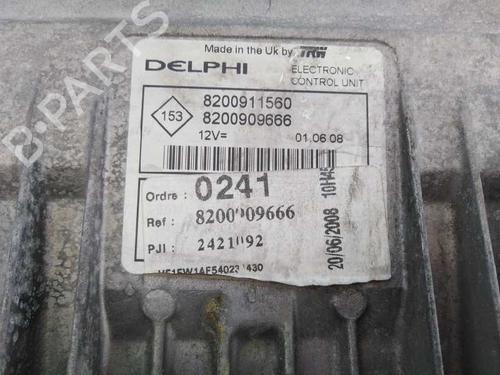 Made in the Uk by TRW
DELPHI
ELECTRONIC
CONTROL UNIT
153
8200911560
8200909666
12V=
01.06.08
Ordre : 0241
Ref : 8200909666
PJI :
20/06/2008
B-PARTS